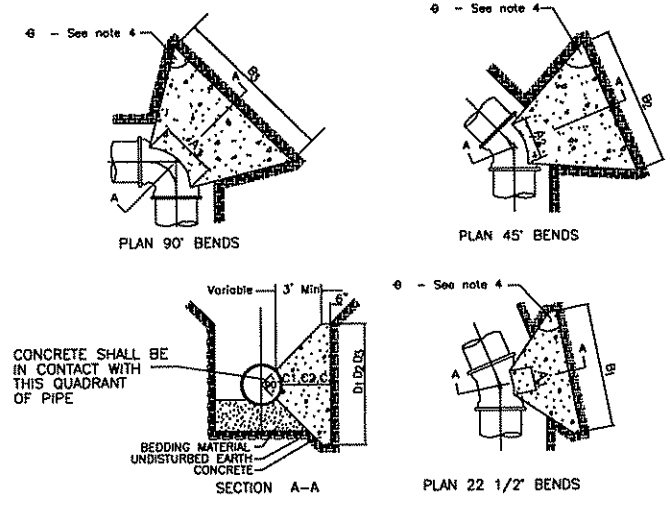 ɵ - See note 4
B3
A
A3
A
PLAN 90° BENDS
ɵ - See note 4
B2
A
A2
A
PLAN 45° BENDS
Variable
3" Min
6"
CONCRETE SHALL BE
IN CONTACT WITH
THIS QUADRANT
OF PIPE
C1,C2,C
D1 D2 D3
BEDDING MATERIAL
UNDISTURBED EARTH
CONCRETE
SECTION A-A
ɵ - See note 4
B1
A
A
PLAN 22 1/2° BENDS